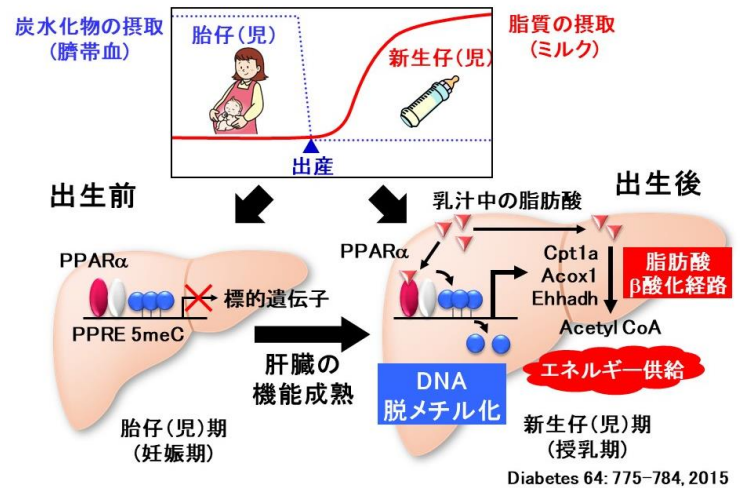 炭水化物の摂取
(臍帯血)
胎仔(児)
新生仔(児)
脂質の摂取
(ミルク)
出産
出生前
出生後
乳汁中の脂肪酸
PPARα
PPRE 5meC
標的遺伝子
肝臓の
機能成熟
胎仔(児)期
(妊娠期)
PPARα
Cpt1a
Acox1
Ehhadh
脂肪酸
β酸化経路
Acetyl CoA
エネルギー供給
DNA
脱メチル化
新生仔(児)期
(授乳期)
Diabetes 64: 775-784, 2015